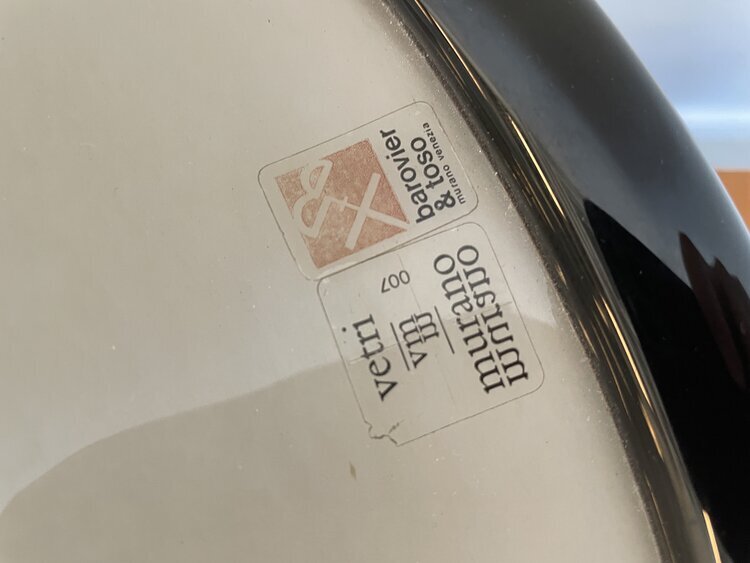 barovier
& toso
murano venezia
vetri
vm
007
murano